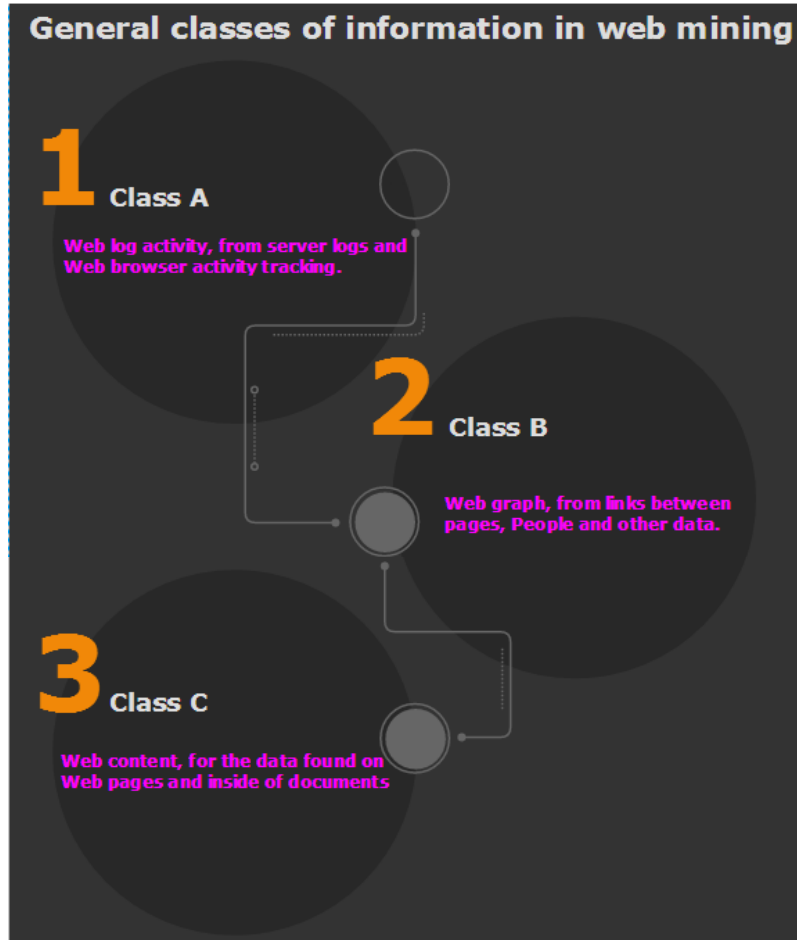 General classes of information in web mining
1 Class A
Web log activity, from server logs and
Web browser activity tracking.
2 Class B
Web graph, from links between
pages, People and other data.
3 Class C
Web content, for the data found on
Web pages and inside of documents